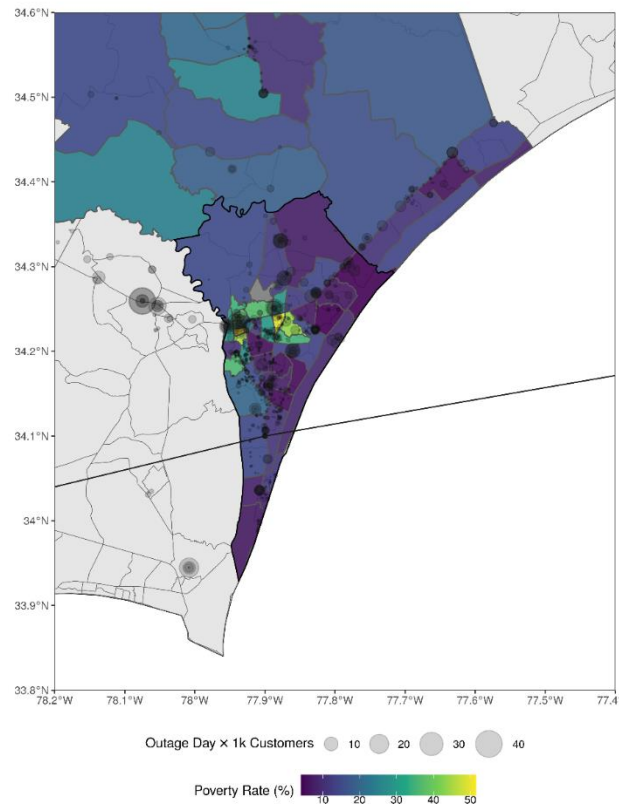 34.6°N
34.5°N
34.4°N
34.3°N
34.2°N
34.1°N
34°N
33.9°N
33.8°N
78.2°W 78.1°W 78°W 77.9°W 77.8°W 77.7°W 77.6°W 77.5°W 77.4°W
Outage Day × 1k Customers 10 20 30 40
Poverty Rate (%) 10 20 30 40 50